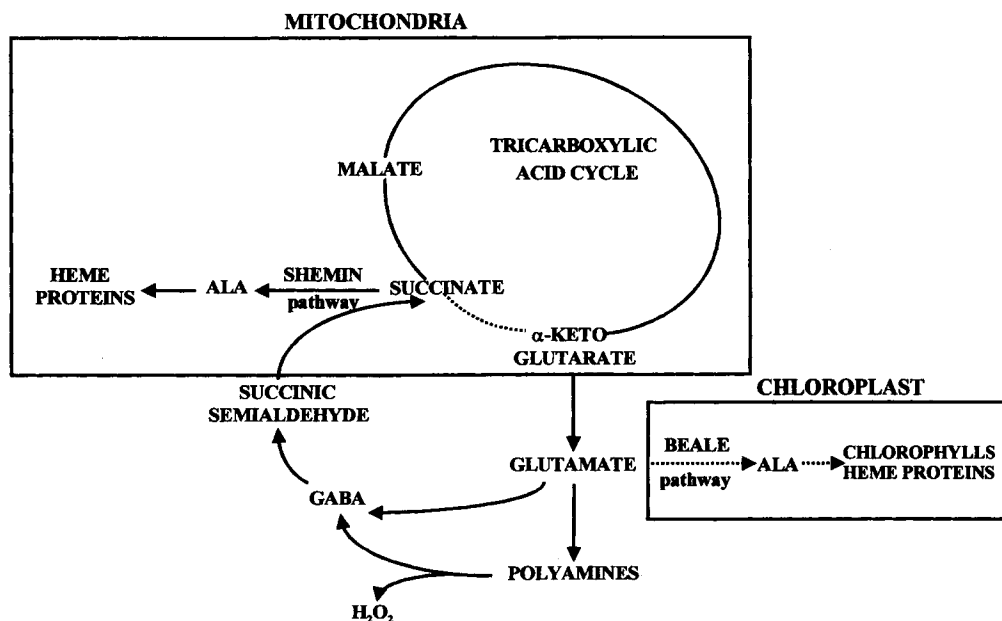 MITOCHONDRIA
TRICARBOXYLIC
ACID CYCLE
MALATE
HEME
PROTEINS
ALA
SHEMIN
pathway
SUCCINATE
α-KETO
GLUTARATE
SUCCINIC
SEMIALDEHYDE
CHLOROPLAST
GLUTAMATE
BEALE
pathway
ALA
CHLOROPHYLLS
HEME PROTEINS
GABA
POLYAMINES
H₂O₂